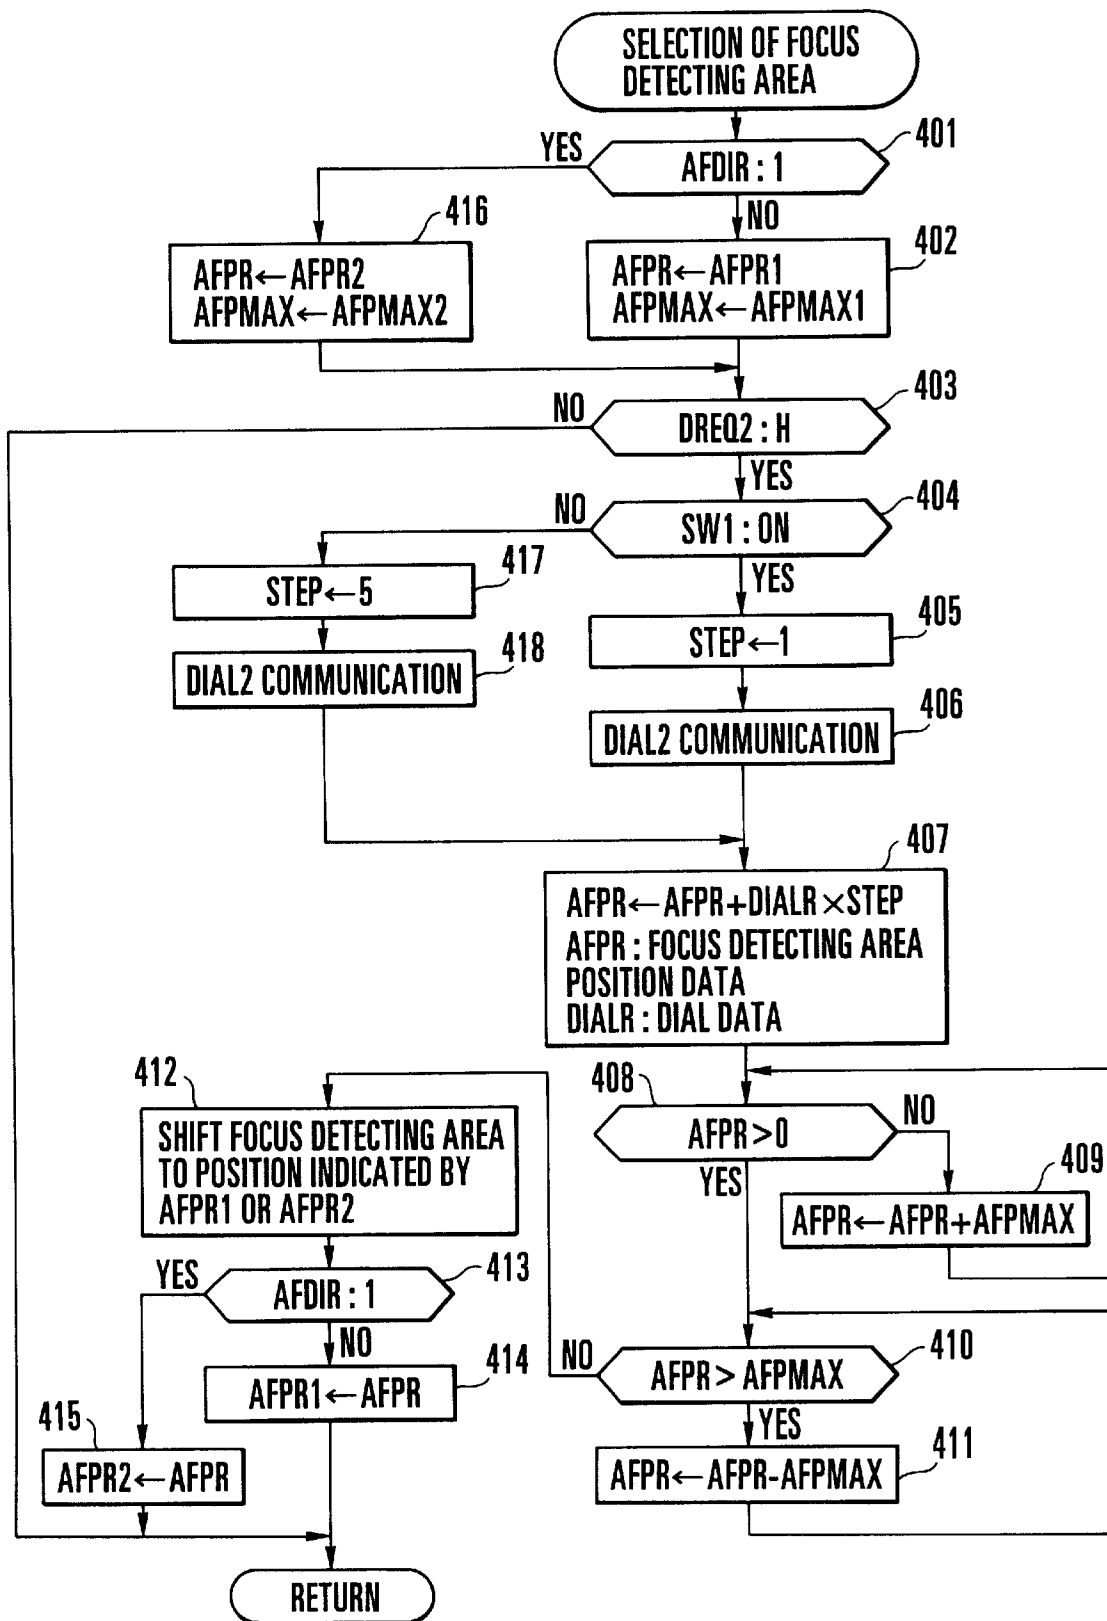 SELECTION OF FOCUS
DETECTING AREA
401
YES
AFDIR : 1
NO
416
AFPR←AFPR2
AFPMAX←AFPMAX2
402
AFPR←AFPR1
AFPMAX←AFPMAX1
403
NO
DREQ2 : H
YES
404
NO
SW1 : ON
YES
417
STEP←5
405
STEP←1
418
DIAL2 COMMUNICATION
406
DIAL2 COMMUNICATION
407
AFPR←AFPR+DIALR×STEP
AFPR : FOCUS DETECTING AREA
POSITION DATA
DIALR : DIAL DATA
408
AFPR>0
NO
YES
409
AFPR←AFPR+AFPMAX
410
NO
AFPR > AFPMAX
YES
411
AFPR←AFPR-AFPMAX
412
SHIFT FOCUS DETECTING AREA
TO POSITION INDICATED BY
AFPR1 OR AFPR2
413
YES
AFDIR : 1
NO
414
AFPR1←AFPR
415
AFPR2←AFPR
RETURN